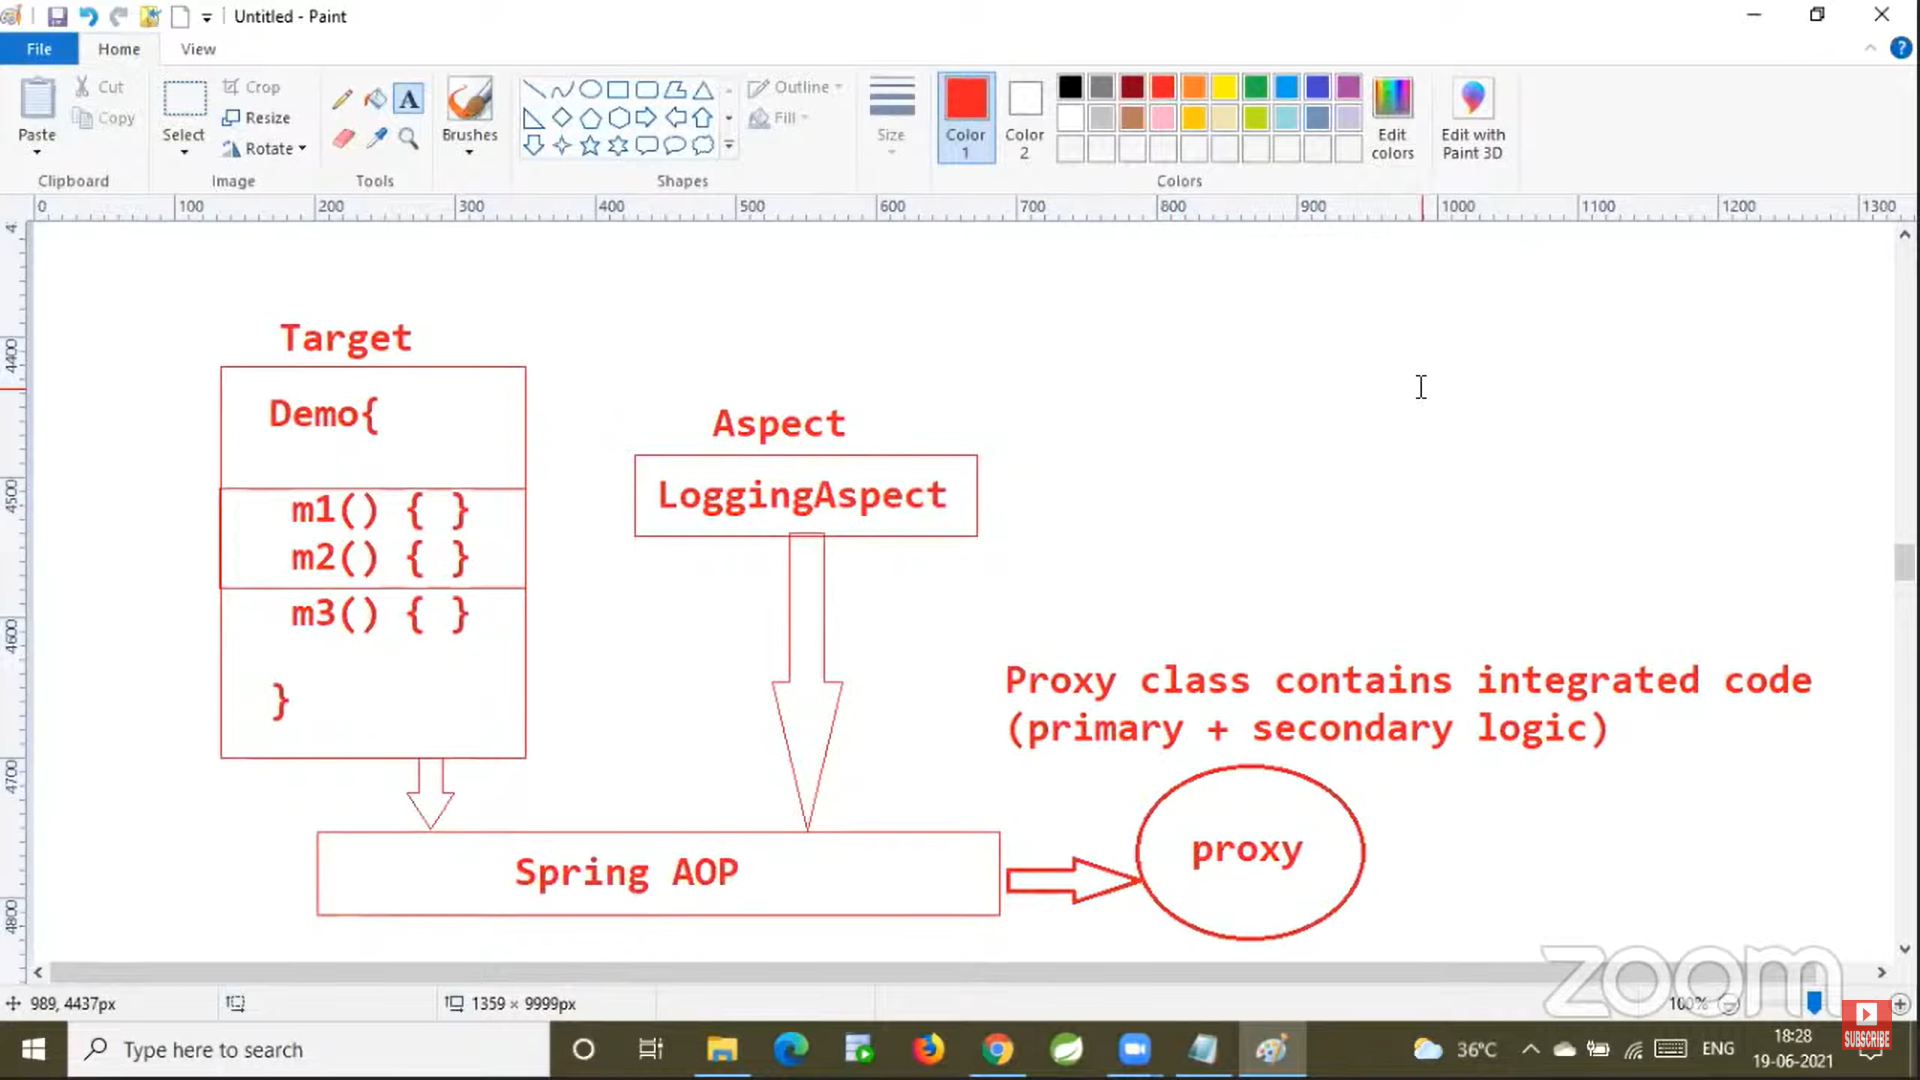 Untitled - Paint
File Home View
Paste
Cut
Copy
Clipboard
Select
Crop
Resize
Rotate
Image
A
Tools
Brushes
Shapes
Outline
Fill
Size
Color 1
Color 2
Colors
Edit colors
Edit with Paint 3D
0 100 200 300 400 500 600 700 800 900 1000 1100 1200 1300
4400
4500
4600
4700
4800
Target
Demo{
m1() { }
m2() { }
m3() { }
}
Aspect
LoggingAspect
Proxy class contains integrated code
(primary + secondary logic)
Spring AOP
proxy
zoom
SUBSCRIBE
989, 4437px
1359 × 9999px
100%
Type here to search
36°C
ENG
18:28
19-06-2021